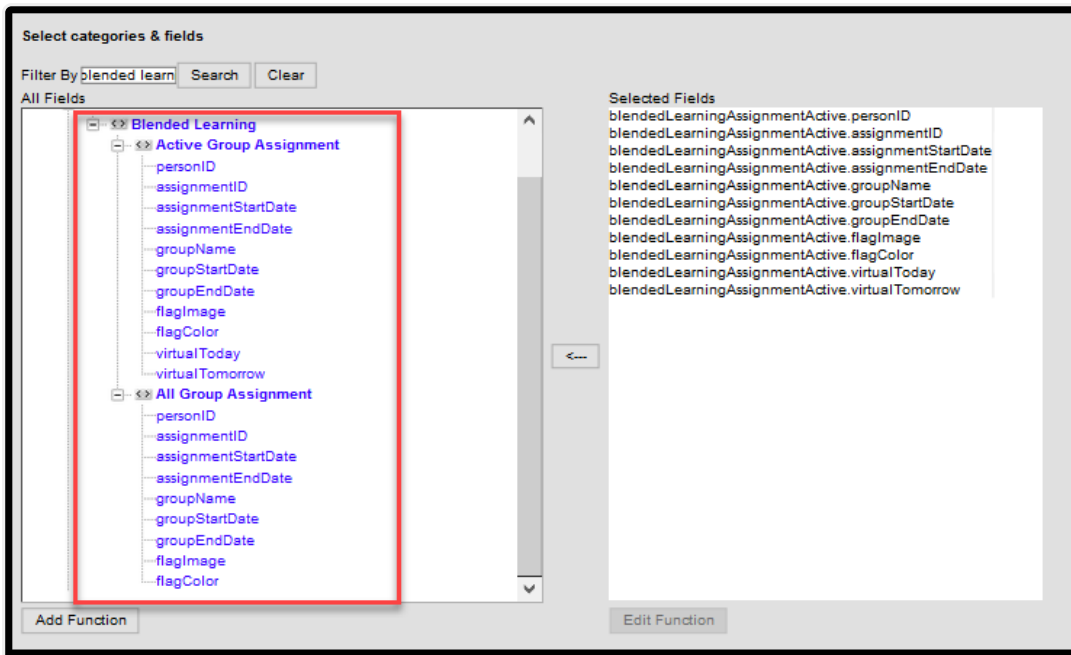 Select categories & fields
Filter By blended learn Search Clear
All Fields
Blended Learning
Active Group Assignment
personID
assignmentID
assignmentStartDate
assignmentEndDate
groupName
groupStartDate
groupEndDate
flagImage
flagColor
virtualToday
virtualTomorrow
All Group Assignment
personID
assignmentID
assignmentStartDate
assignmentEndDate
groupName
groupStartDate
groupEndDate
flagImage
flagColor
Add Function
<---
Selected Fields
blendedLearningAssignmentActive.personID
blendedLearningAssignmentActive.assignmentID
blendedLearningAssignmentActive.assignmentStartDate
blendedLearningAssignmentActive.assignmentEndDate
blendedLearningAssignmentActive.groupName
blendedLearningAssignmentActive.groupStartDate
blendedLearningAssignmentActive.groupEndDate
blendedLearningAssignmentActive.flagImage
blendedLearningAssignmentActive.flagColor
blendedLearningAssignmentActive.virtualToday
blendedLearningAssignmentActive.virtualTomorrow
Edit Function